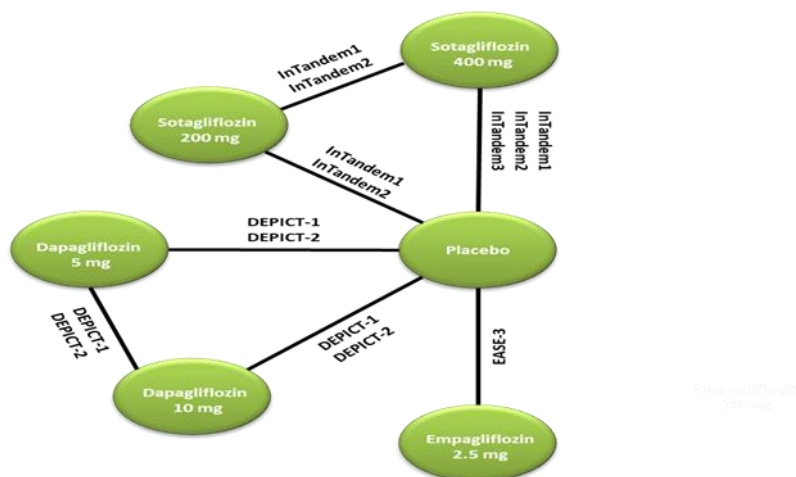 Sotagliflozin
400 mg
InTandem1
InTandem2
Sotagliflozin
200 mg
InTandem1
InTandem2
InTandem3
InTandem1
InTandem2
DEPICT-1
DEPICT-2
Dapagliflozin
5 mg
Placebo
DEPICT-1
DEPICT-2
DEPICT-1
DEPICT-2
EASE-3
Dapagliflozin
10 mg
Empagliflozin
2.5 mg